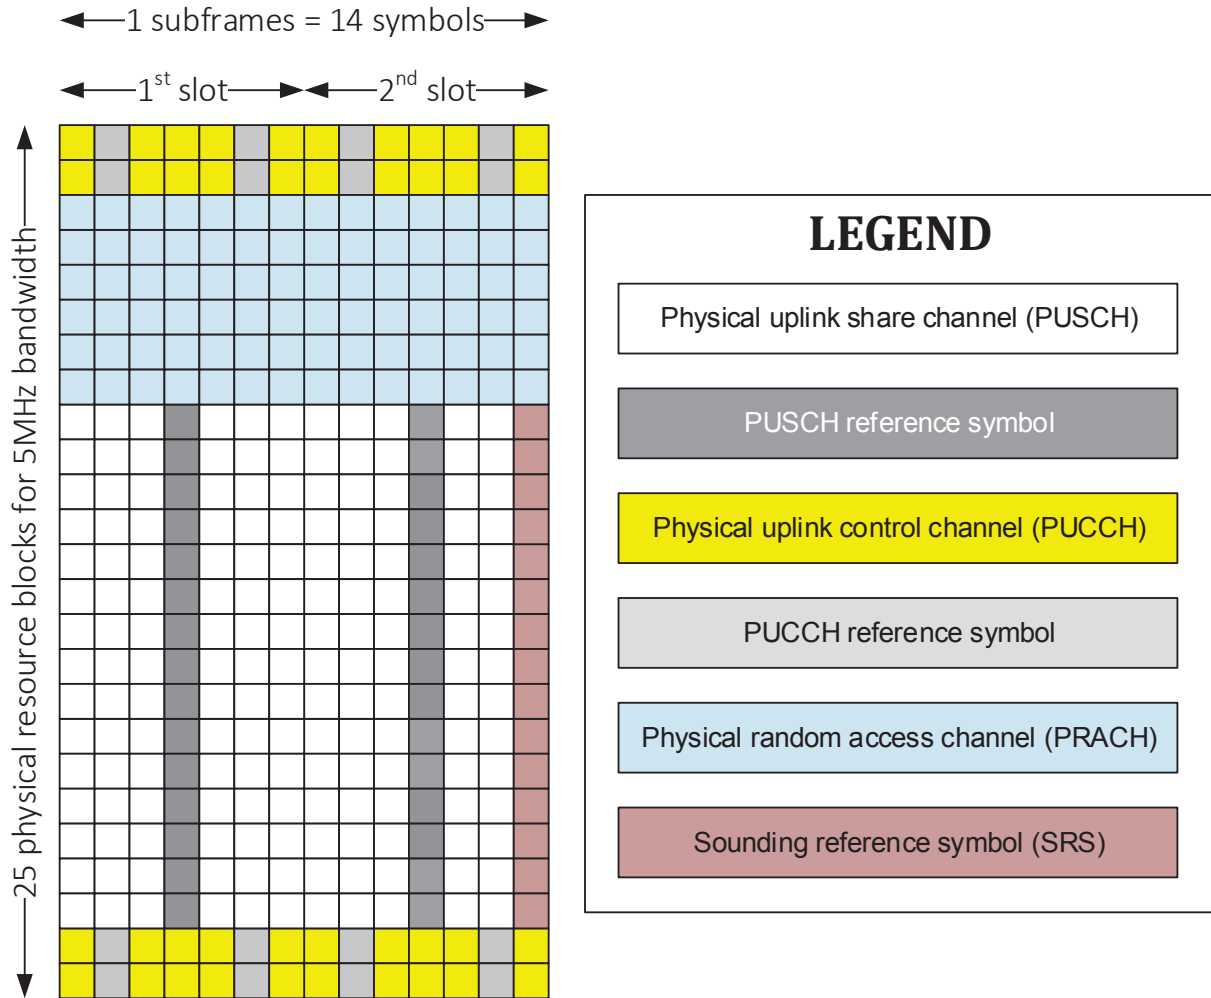 1 subframes = 14 symbols
1st slot
2nd slot
25 physical resource blocks for 5MHz bandwidth
LEGEND
Physical uplink share channel (PUSCH)
PUSCH reference symbol
Physical uplink control channel (PUCCH)
PUCCH reference symbol
Physical random access channel (PRACH)
Sounding reference symbol (SRS)